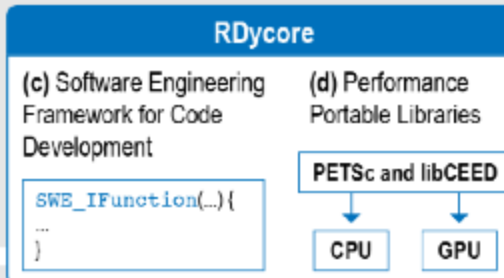 RDycore
(c) Software Engineering
Framework for Code
Development
SWE_IFunction(…){
…
}
(d) Performance
Portable Libraries
PETSc and libCEED
CPU
GPU